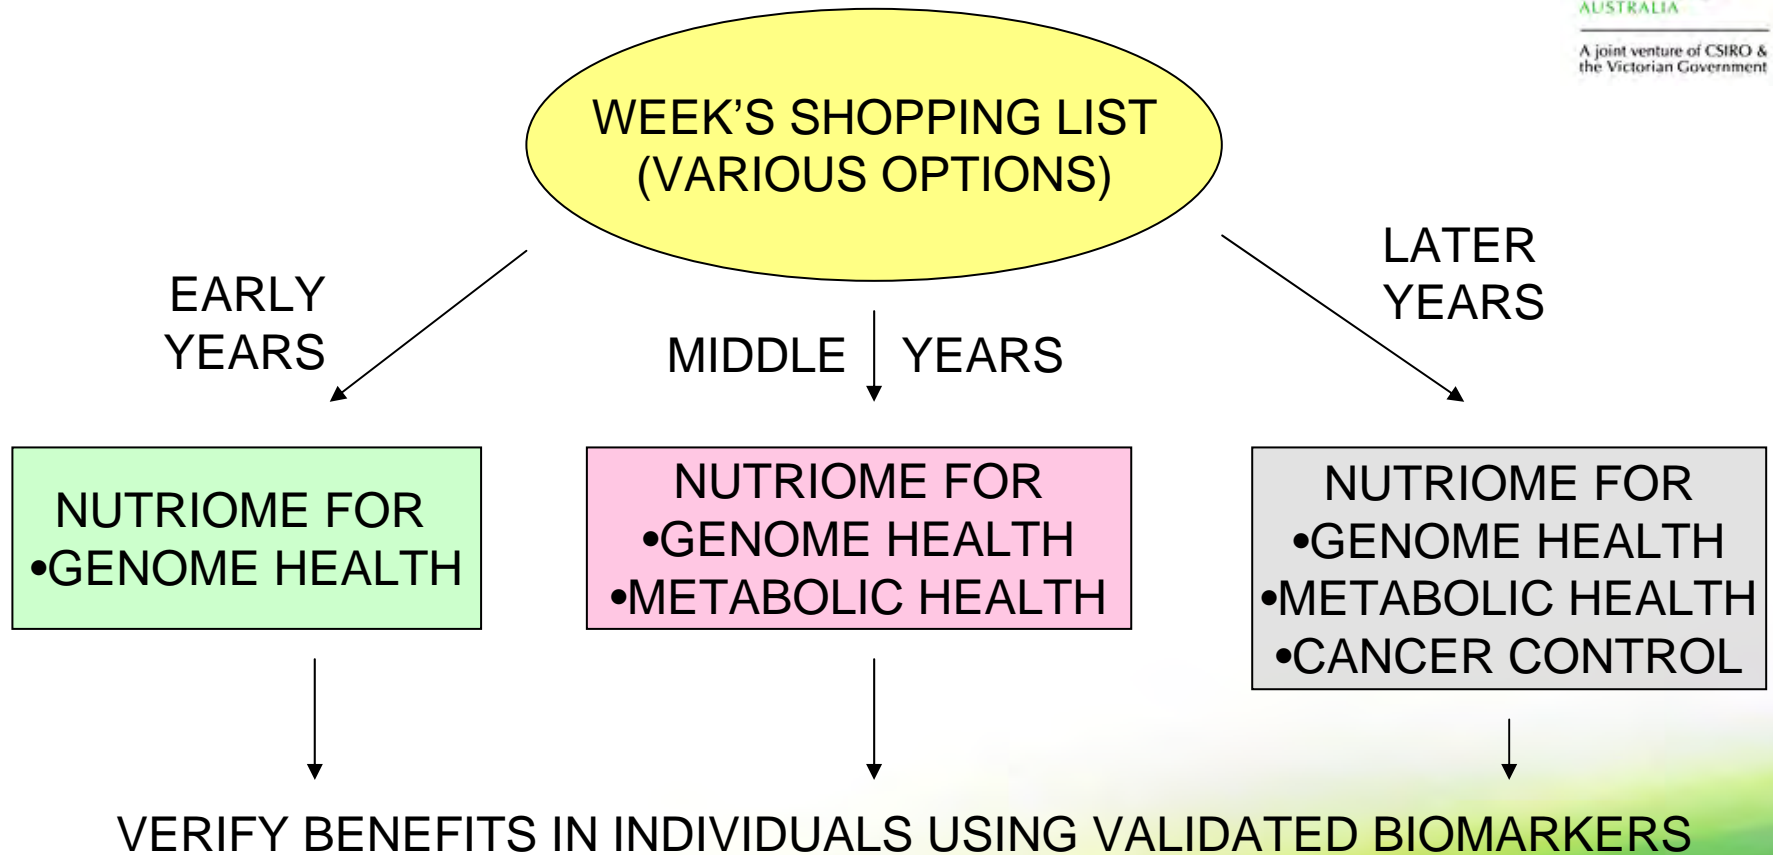 AUSTRALIA
A joint venture of CSIRO &
the Victorian Government
WEEK’S SHOPPING LIST
(VARIOUS OPTIONS)
EARLY
YEARS
MIDDLE YEARS
LATER
YEARS
NUTRIOME FOR
•GENOME HEALTH
NUTRIOME FOR
•GENOME HEALTH
•METABOLIC HEALTH
NUTRIOME FOR
•GENOME HEALTH
•METABOLIC HEALTH
•CANCER CONTROL
VERIFY BENEFITS IN INDIVIDUALS USING VALIDATED BIOMARKERS